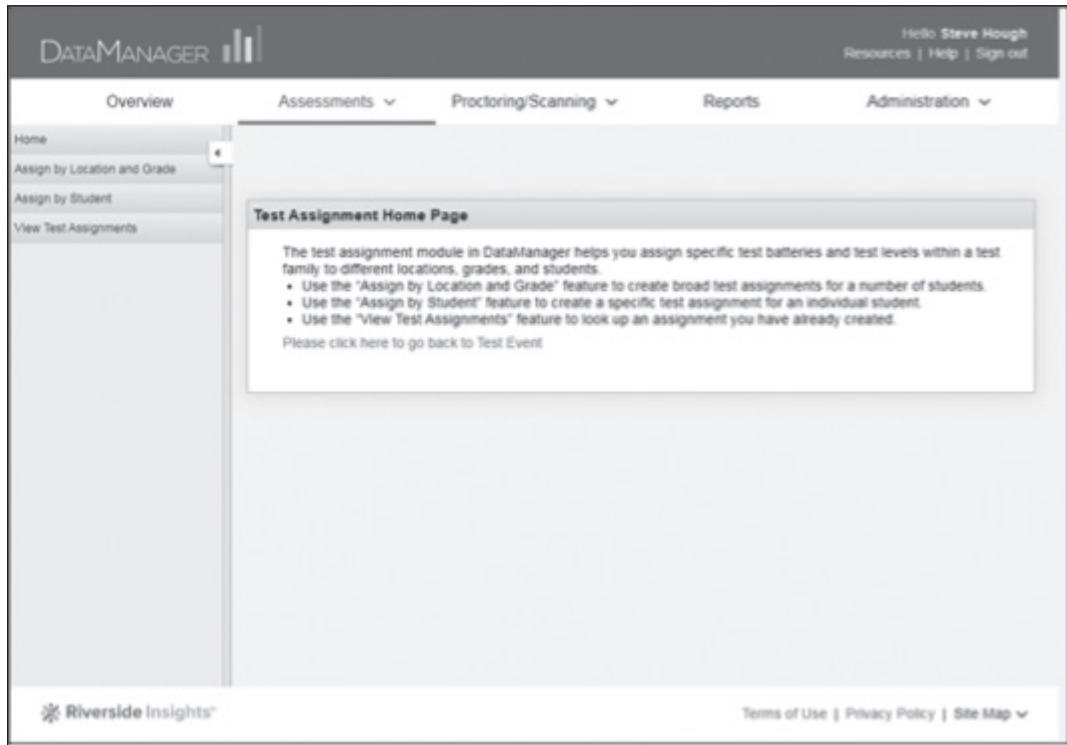 DATAMANAGER
Hello Steve Hough
Resources | Help | Sign out
Overview
Assessments
Proctoring/Scanning
Reports
Administration
Home
Assign by Location and Grade
Assign by Student
View Test Assignments
Test Assignment Home Page
The test assignment module in DataManager helps you assign specific test batteries and test levels within a test
family to different locations, grades, and students.
• Use the "Assign by Location and Grade" feature to create broad test assignments for a number of students.
• Use the "Assign by Student" feature to create a specific test assignment for an individual student.
• Use the "View Test Assignments" feature to look up an assignment you have already created.
Please click here to go back to Test Event
Riverside Insights
Terms of Use | Privacy Policy | Site Map